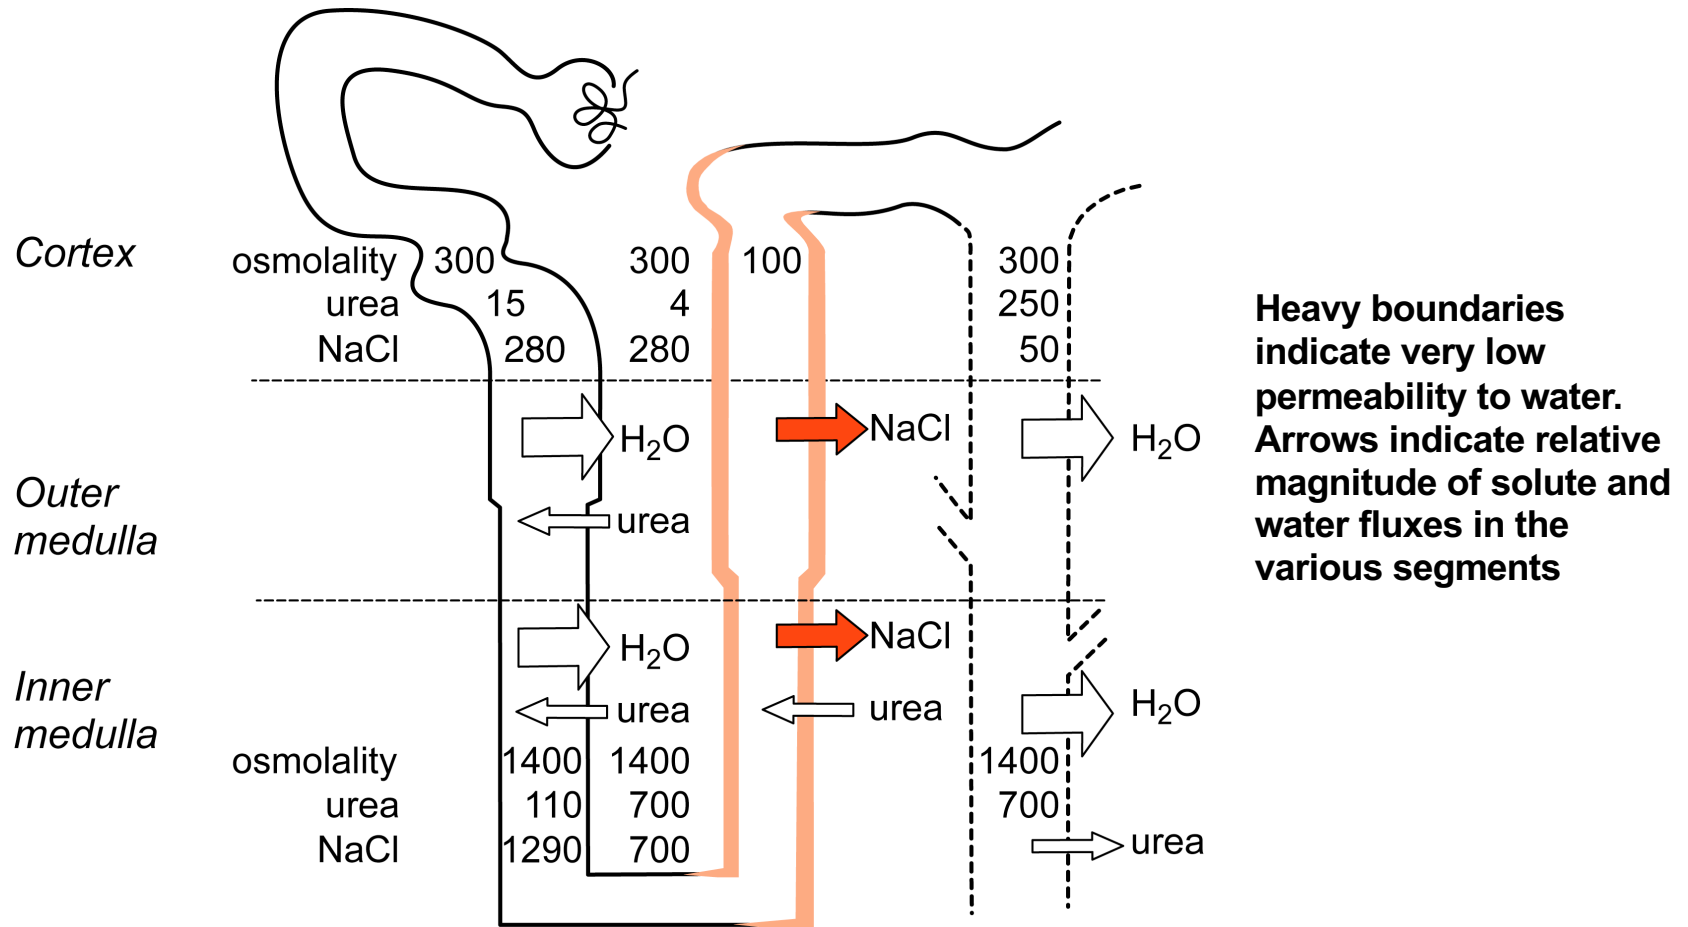 Cortex
osmolality 300 300 100 300
urea 15 4 250
NaCl 280 280 50
Heavy boundaries
indicate very low
permeability to water.
Arrows indicate relative
magnitude of solute and
water fluxes in the
various segments
H2O NaCl H2O
Outer
medulla
urea
H2O NaCl
Inner
medulla
urea urea H2O
osmolality 1400 1400 1400
urea 110 700 700
NaCl 1290 700
urea